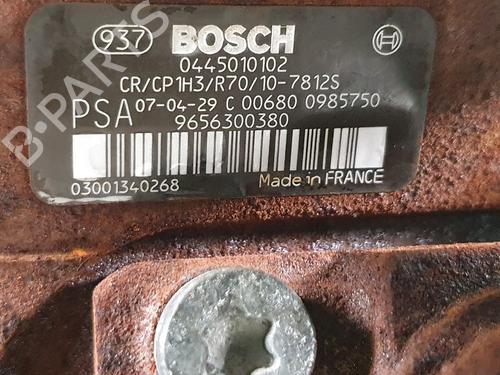 937 BOSCH
0445010102
CR/CP1H3/R70/10-7812S
PSA 07-04-29 C 00680 0985750
9656300380
03001340268 Made in FRANCE
B-PARTS